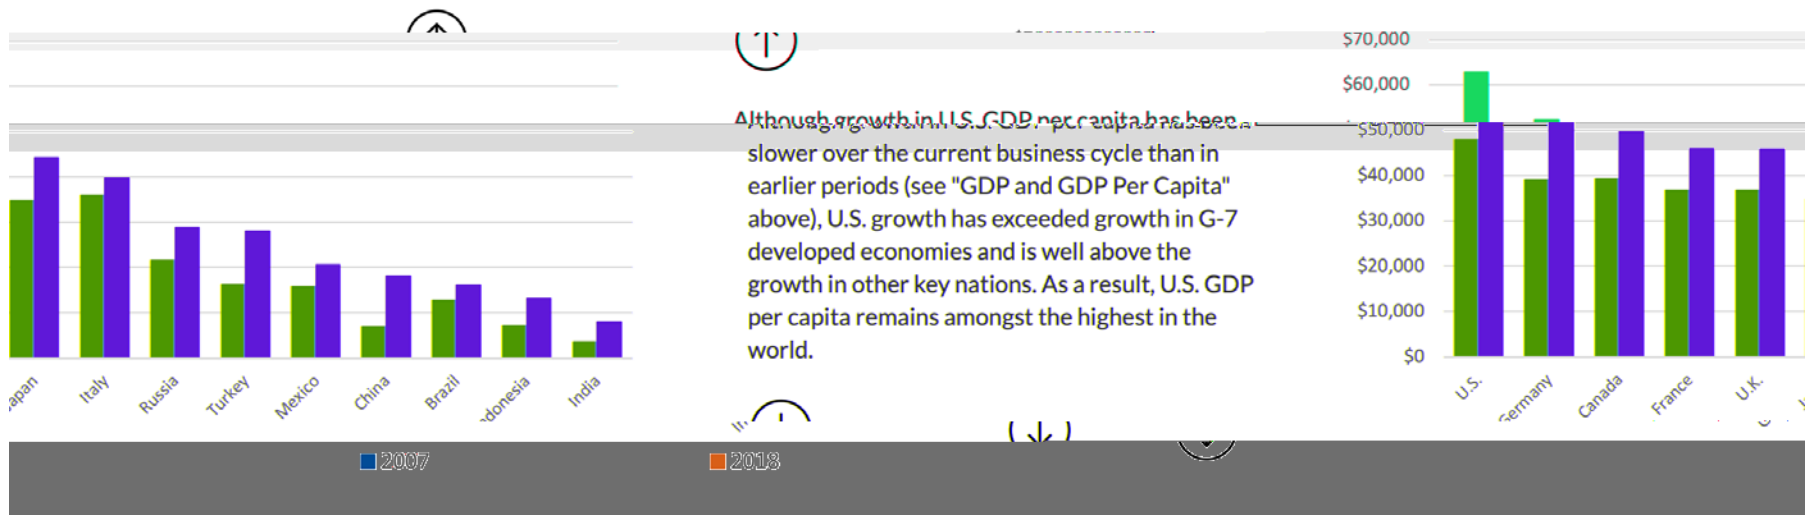 Although growth in U.S. GDP per capita has been
slower over the current business cycle than in
earlier periods (see "GDP and GDP Per Capita"
above), U.S. growth has exceeded growth in G-7
developed economies and is well above the
growth in other key nations. As a result, U.S. GDP
per capita remains amongst the highest in the
world.
apan
Italy
Russia
Turkey
Mexico
China
Brazil
donesia
India
$70,000
$60,000
$50,000
$40,000
$30,000
$20,000
$10,000
$0
U.S.
Germany
Canada
France
U.K.
2007
2018